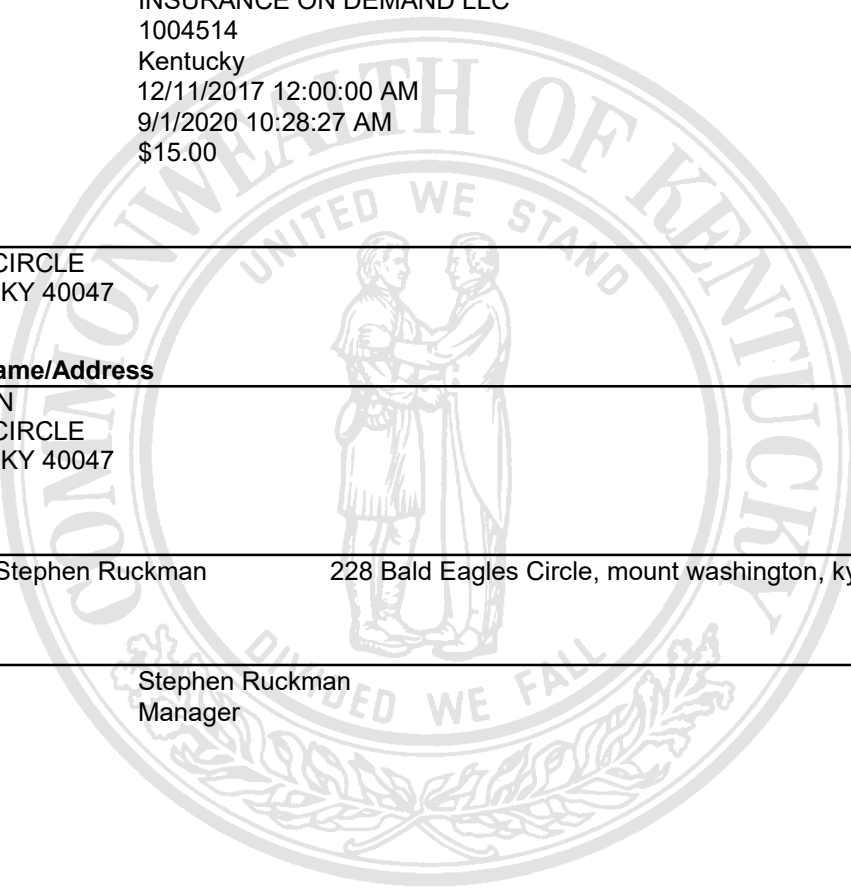 INSURANCE ON DEMAND LLC
1004514
Kentucky
12/11/2017 12:00:00 AM
9/1/2020 10:28:27 AM
$15.00
CIRCLE
KY 40047
ame/Address
N
CIRCLE
KY 40047
Stephen Ruckman 228 Bald Eagles Circle, mount washington, ky
Stephen Ruckman
Manager
COMMONWEALTH OF KENTUCKY
UNITED WE STAND
DIVIDED WE FALL